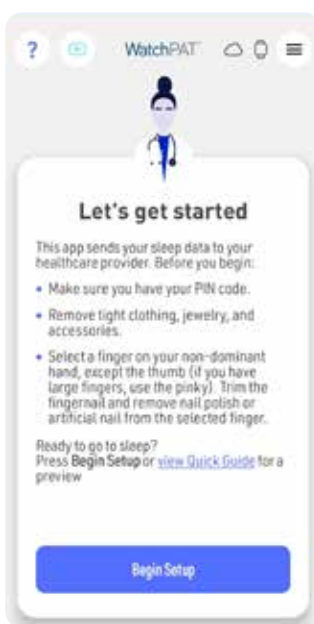 ?
WatchPAT™
Let's get started
This app sends your sleep data to your
healthcare provider. Before you begin:
• Make sure you have your PIN code.
• Remove tight clothing, jewelry, and
accessories.
• Select a finger on your non-dominant
hand, except the thumb (if you have
large fingers, use the pinky). Trim the
fingernail and remove nail polish or
artificial nail from the selected finger.
Ready to go to sleep?
Press Begin Setup or view Quick Guide for a
preview
Begin Setup